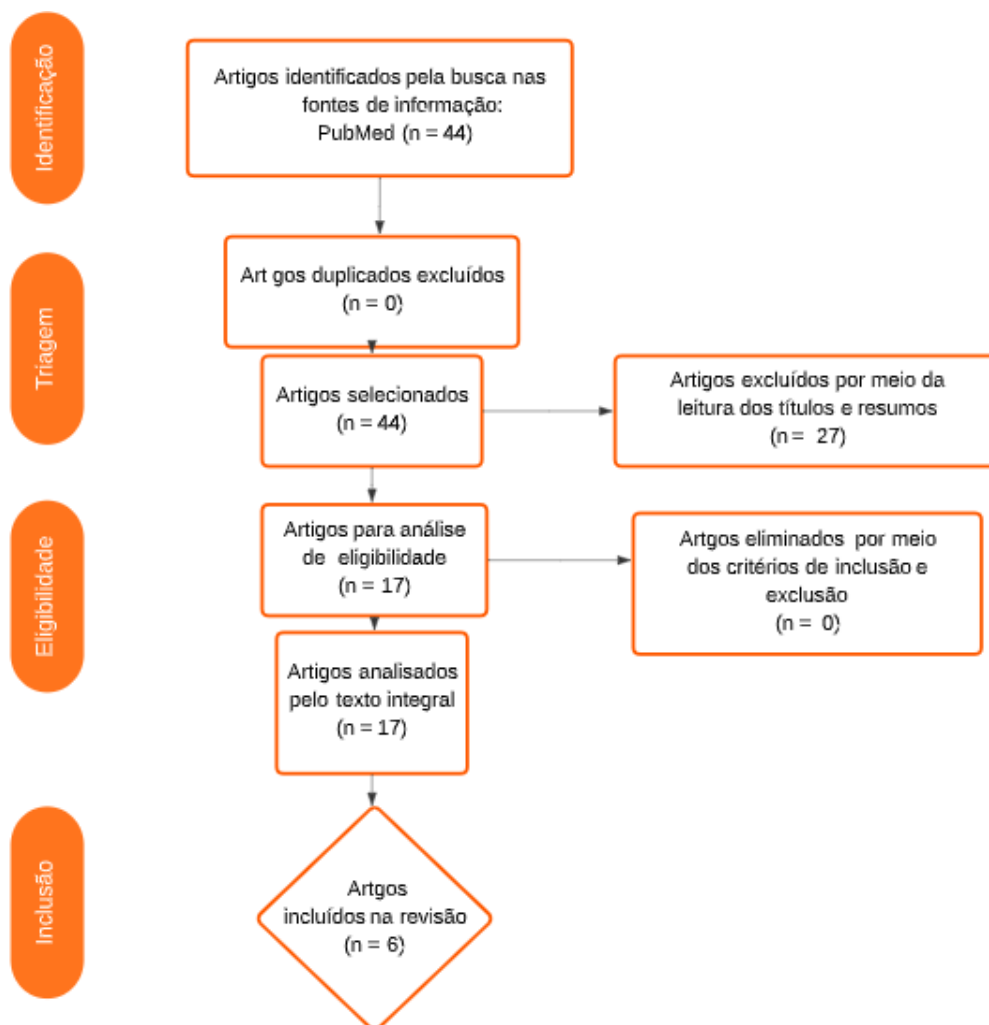 Identificação
Artigos identificados pela busca nas
fontes de informação:
PubMed (n = 44)
Triagem
Art gos duplicados excluídos
(n = 0)
Artigos selecionados
(n = 44)
Artigos excluídos por meio da
leitura dos títulos e resumos
(n = 27)
Eligibilidade
Artigos para análise
de eligibilidade
(n = 17)
Artgos eliminados por meio
dos critérios de inclusão e
exclusão
(n = 0)
Artigos analisados
pelo texto integral
(n = 17)
Inclusão
Artgos
incluídos na revisão
(n = 6)